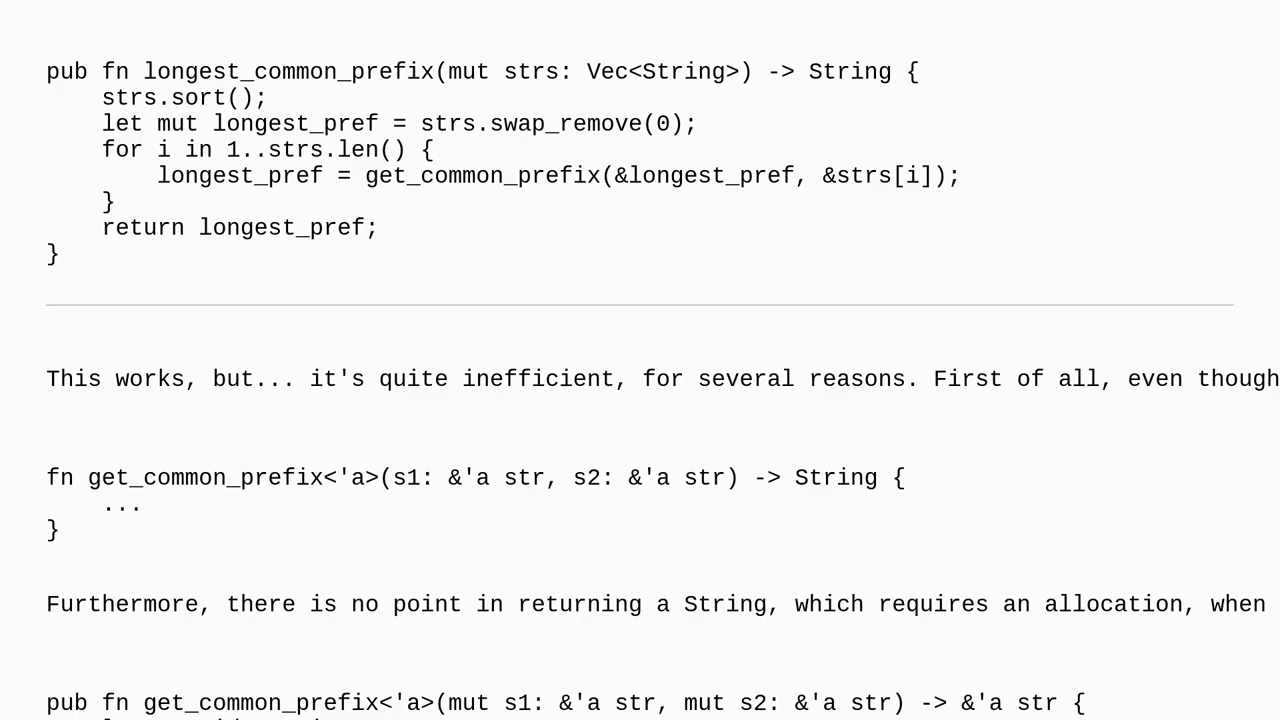 pub fn longest_common_prefix(mut strs: Vec<String>) -> String {
    strs.sort();
    let mut longest_pref = strs.swap_remove(0);
    for i in 1..strs.len() {
        longest_pref = get_common_prefix(&longest_pref, &strs[i]);
    }
    return longest_pref;
}
This works, but... it's quite inefficient, for several reasons. First of all, even though
fn get_common_prefix<'a>(s1: &'a str, s2: &'a str) -> String {
    ...
}
Furthermore, there is no point in returning a String, which requires an allocation, when
pub fn get_common_prefix<'a>(mut s1: &'a str, mut s2: &'a str) -> &'a str {